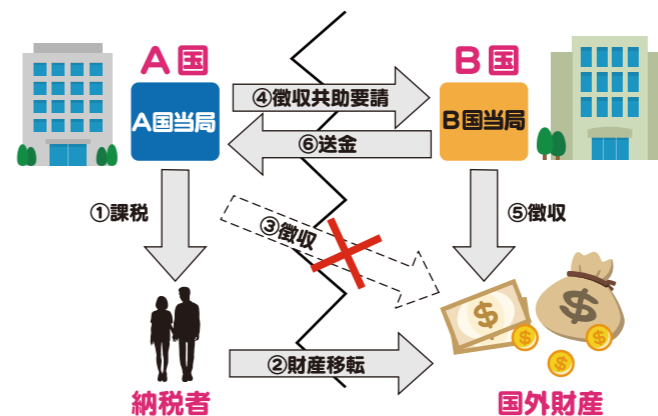 A国
B国
A国当局
④徴収共助要請
B国当局
⑥送金
①課税
③徴収
⑤徴収
②財産移転
納税者
国外財産